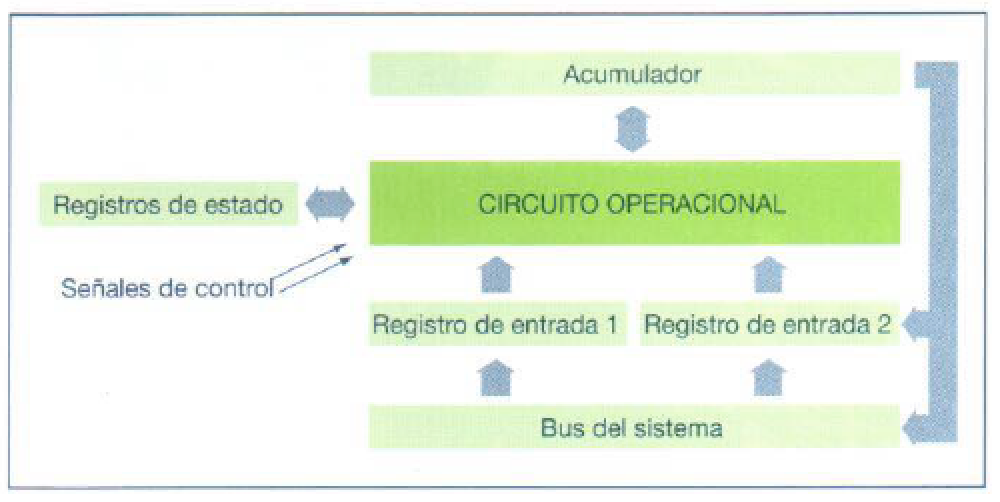 Acumulador
Registros de estado
CIRCUITO OPERACIONAL
Señales de control
Registro de entrada 1
Registro de entrada 2
Bus del sistema